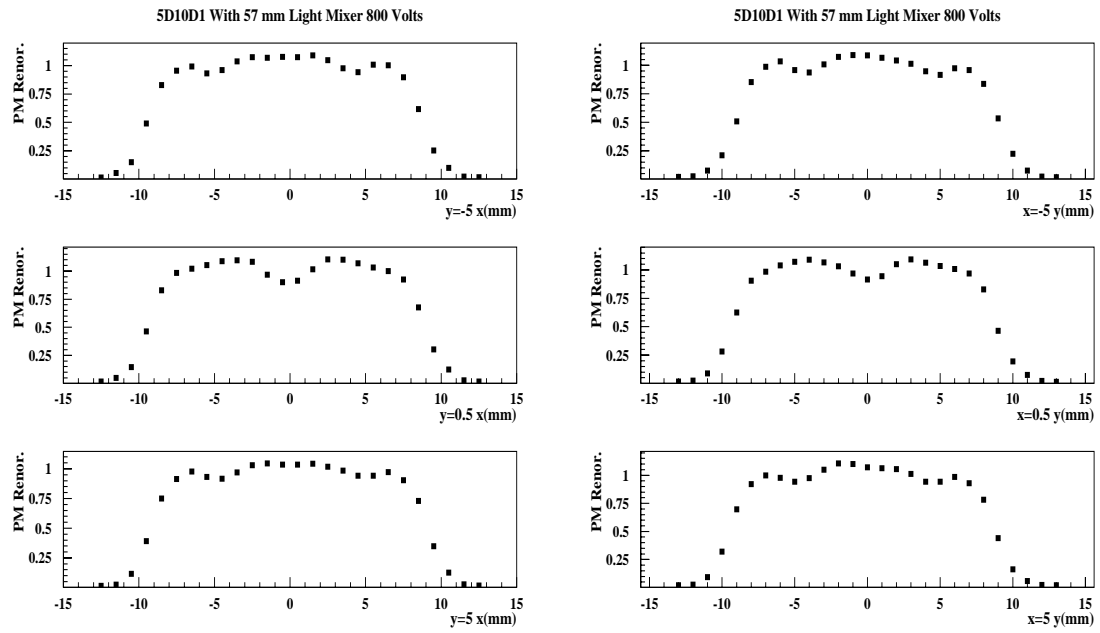 5D10D1 With 57 mm Light Mixer 800 Volts
PM Renor.
1
0.75
0.5
0.25
-15 -10 -5 0 5 10 15
y=-5 x(mm)
PM Renor.
1
0.75
0.5
0.25
-15 -10 -5 0 5 10 15
y=0.5 x(mm)
PM Renor.
1
0.75
0.5
0.25
-15 -10 -5 0 5 10 15
y=5 x(mm)
5D10D1 With 57 mm Light Mixer 800 Volts
PM Renor.
1
0.75
0.5
0.25
-15 -10 -5 0 5 10 15
x=-5 y(mm)
PM Renor.
1
0.75
0.5
0.25
-15 -10 -5 0 5 10 15
x=0.5 y(mm)
PM Renor.
1
0.75
0.5
0.25
-15 -10 -5 0 5 10 15
x=5 y(mm)